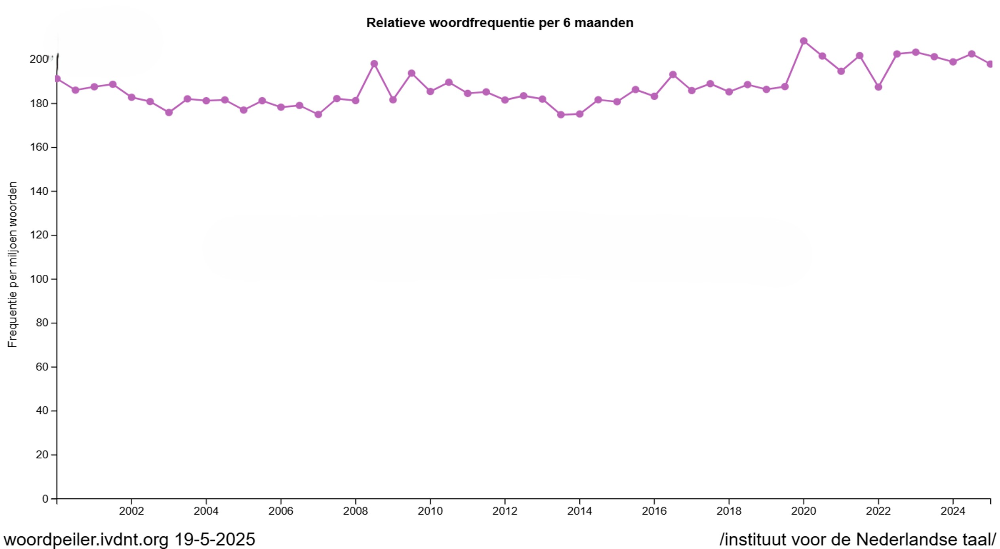 Relatieve woordfrequentie per 6 maanden
Frequentie per miljoen woorden
200
180
160
140
120
100
80
60
40
20
0
2002 2004 2006 2008 2010 2012 2014 2016 2018 2020 2022 2024
woordpeiler.ivdnt.org 19-5-2025
/instituut voor de Nederlandse taal/